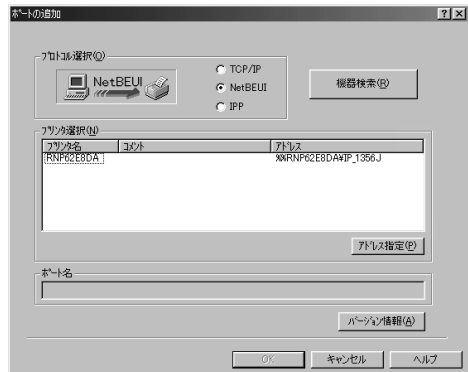 ポートの追加
プロトコル選択(O)
NetBEUI
TCP/IP
NetBEUI
IPP
機器検索(R)
プリンタ選択(N)
プリンタ名 コメント アドレス
RNP62E8DA %%RNP62E8DA¥IP_1356J
アドレス指定(P)
ポート名
バージョン情報(A)
OK キャンセル ヘルプ